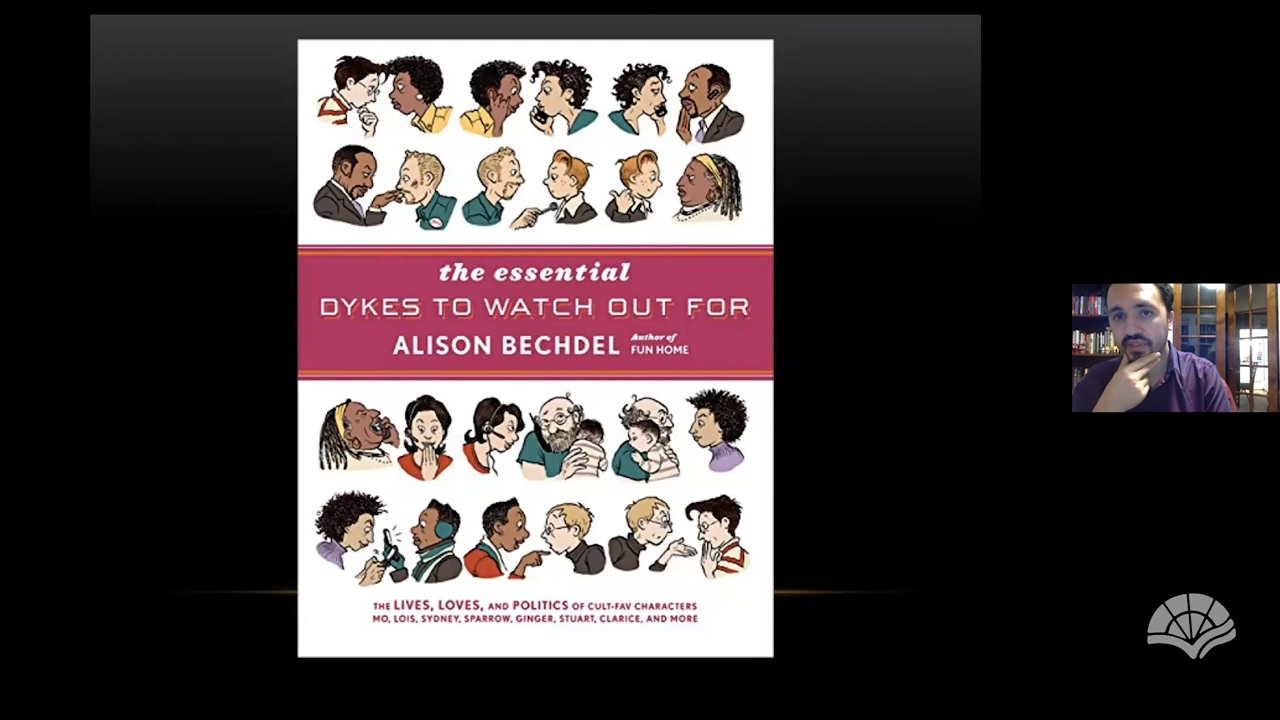 the essential
DYKES TO WATCH OUT FOR
ALISON BECHDEL Author of FUN HOME
THE LIVES, LOVES, AND POLITICS OF CULT-FAV CHARACTERS
MO, LOIS, SYDNEY, SPARROW, GINGER, STUART, CLARICE, AND MORE